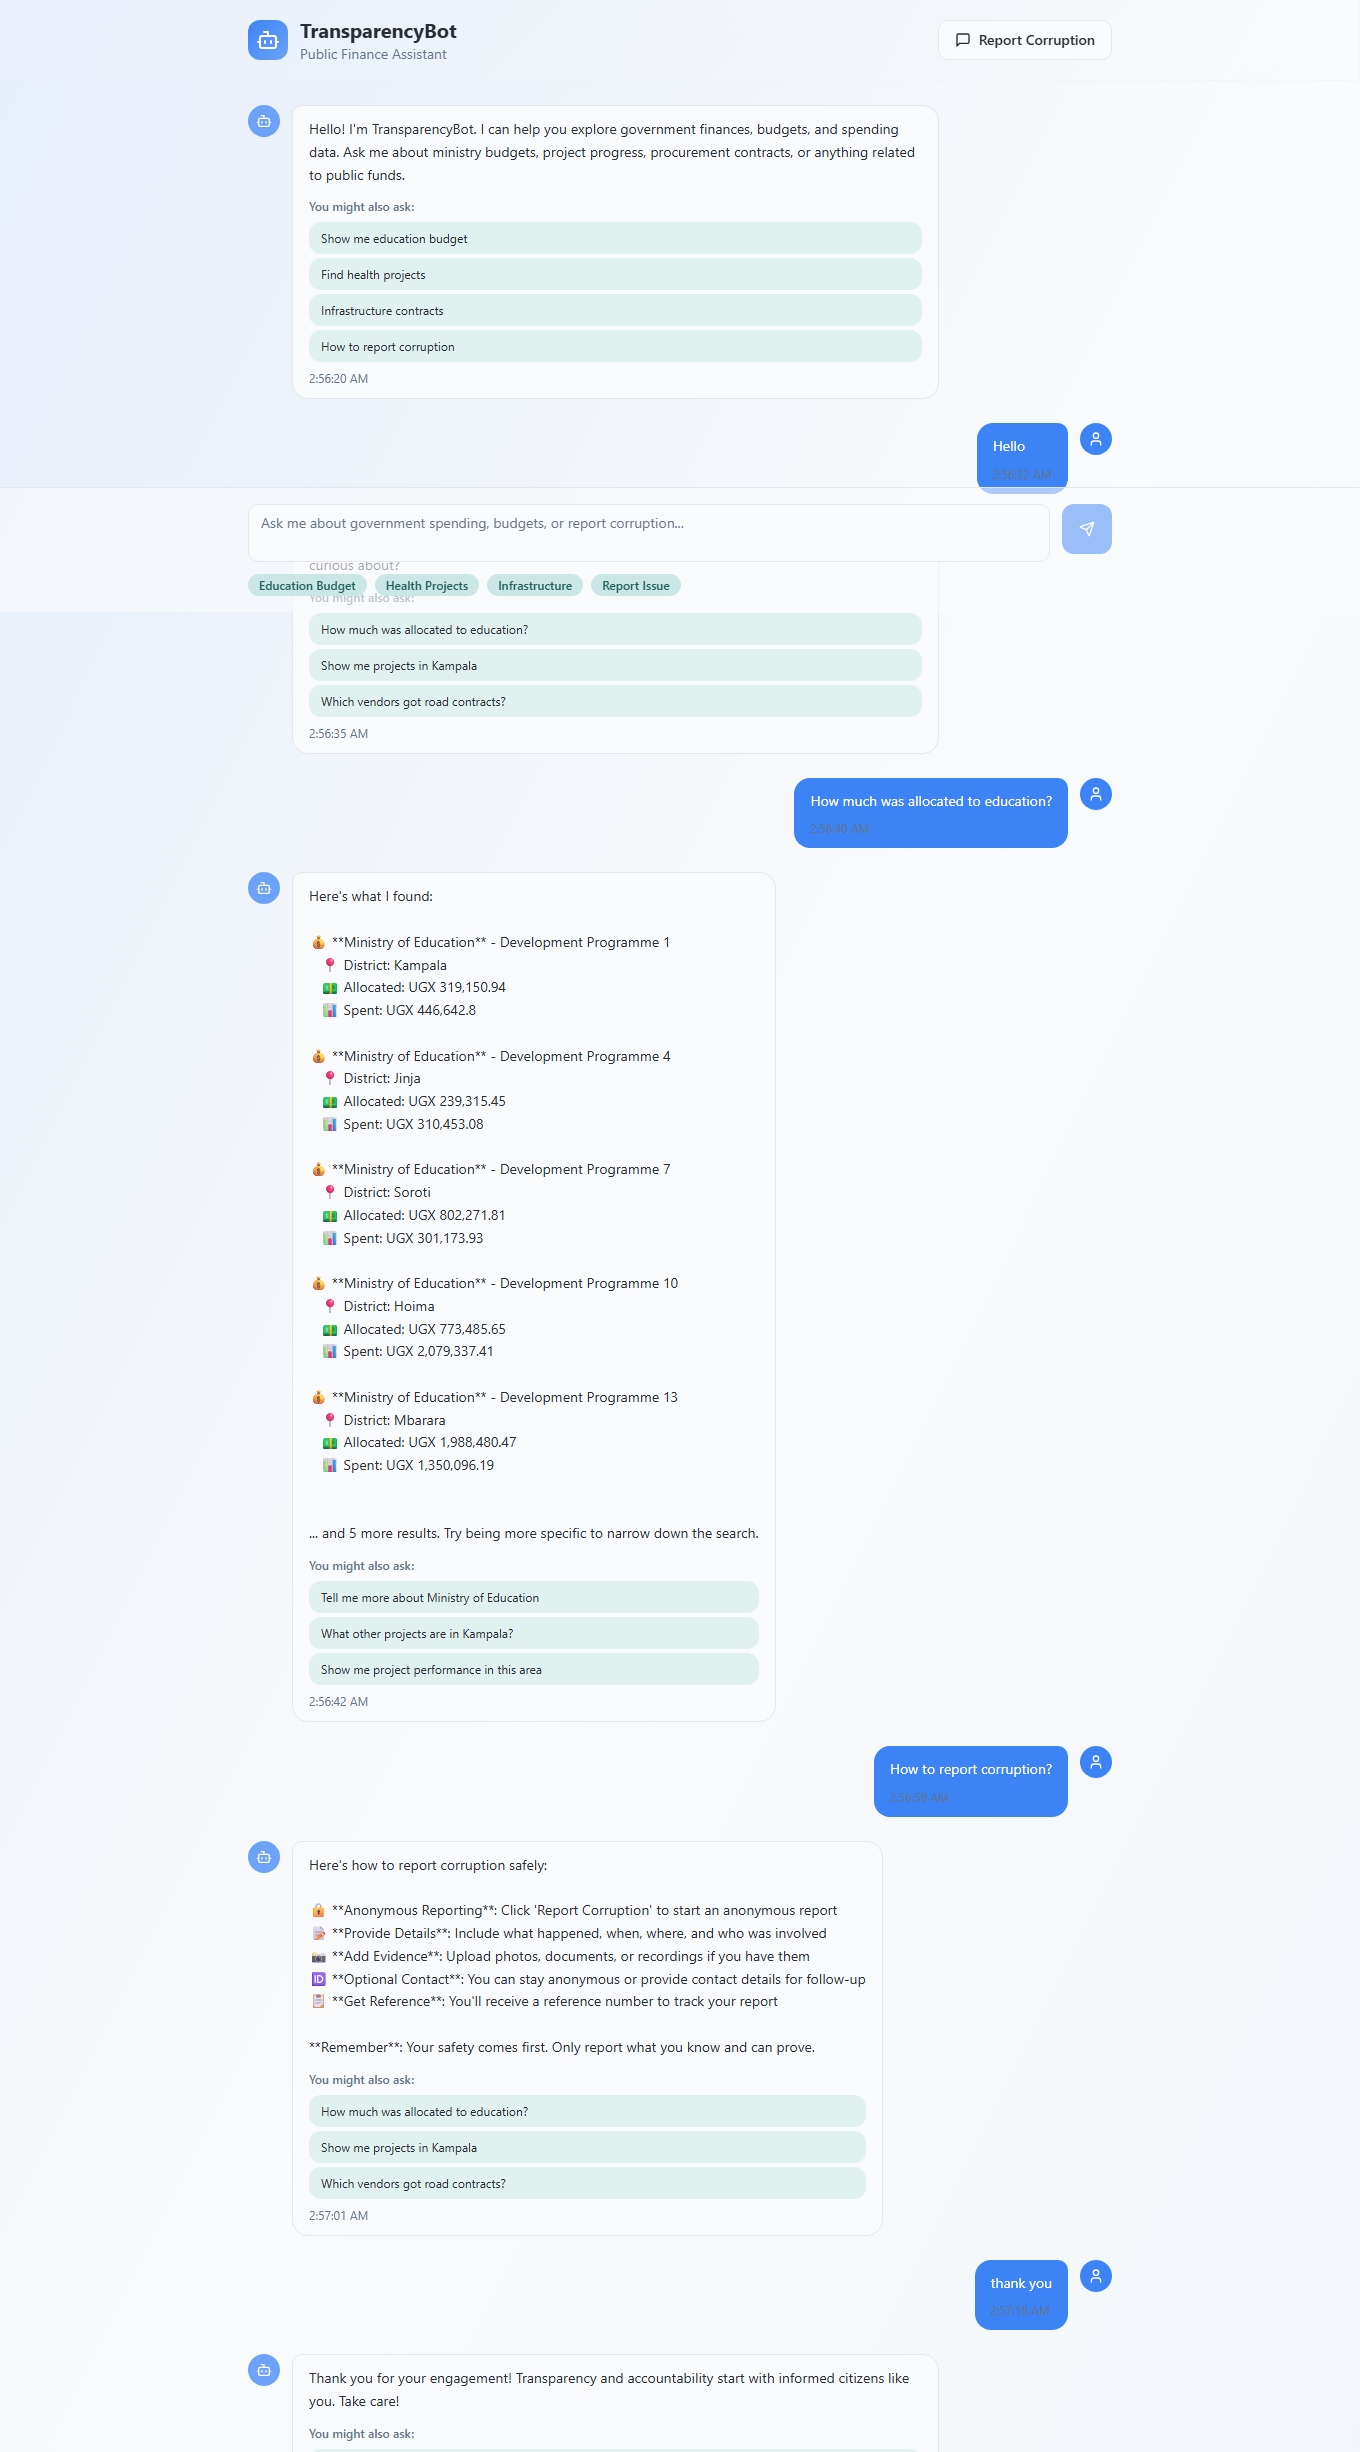 TransparencyBot
Public Finance Assistant
Report Corruption
Hello! I'm TransparencyBot. I can help you explore government finances, budgets, and spending
data. Ask me about ministry budgets, project progress, procurement contracts, or anything related
to public funds.
You might also ask:
Show me education budget
Find health projects
Infrastructure contracts
How to report corruption
2:56:20 AM
Hello
2:56:32 AM
Ask me about government spending, budgets, or report corruption...
curious about?
Education Budget
Health Projects
Infrastructure
Report Issue
You might also ask:
How much was allocated to education?
Show me projects in Kampala
Which vendors got road contracts?
2:56:35 AM
How much was allocated to education?
2:56:40 AM
Here's what I found:
💰 **Ministry of Education** - Development Programme 1
📍 District: Kampala
💵 Allocated: UGX 319,150.94
📊 Spent: UGX 446,642.8
💰 **Ministry of Education** - Development Programme 4
📍 District: Jinja
💵 Allocated: UGX 239,315.45
📊 Spent: UGX 310,453.08
💰 **Ministry of Education** - Development Programme 7
📍 District: Soroti
💵 Allocated: UGX 802,271.81
📊 Spent: UGX 301,173.93
💰 **Ministry of Education** - Development Programme 10
📍 District: Hoima
💵 Allocated: UGX 773,485.65
📊 Spent: UGX 2,079,337.41
💰 **Ministry of Education** - Development Programme 13
📍 District: Mbarara
💵 Allocated: UGX 1,988,480.47
📊 Spent: UGX 1,350,096.19
... and 5 more results. Try being more specific to narrow down the search.
You might also ask:
Tell me more about Ministry of Education
What other projects are in Kampala?
Show me project performance in this area
2:56:42 AM
How to report corruption?
2:56:59 AM
Here's how to report corruption safely:
🔒 **Anonymous Reporting**: Click 'Report Corruption' to start an anonymous report
📝 **Provide Details**: Include what happened, when, where, and who was involved
📷 **Add Evidence**: Upload photos, documents, or recordings if you have them
🆔 **Optional Contact**: You can stay anonymous or provide contact details for follow-up
📋 **Get Reference**: You'll receive a reference number to track your report
**Remember**: Your safety comes first. Only report what you know and can prove.
You might also ask:
How much was allocated to education?
Show me projects in Kampala
Which vendors got road contracts?
2:57:01 AM
thank you
2:57:18 AM
Thank you for your engagement! Transparency and accountability start with informed citizens like
you. Take care!
You might also ask: